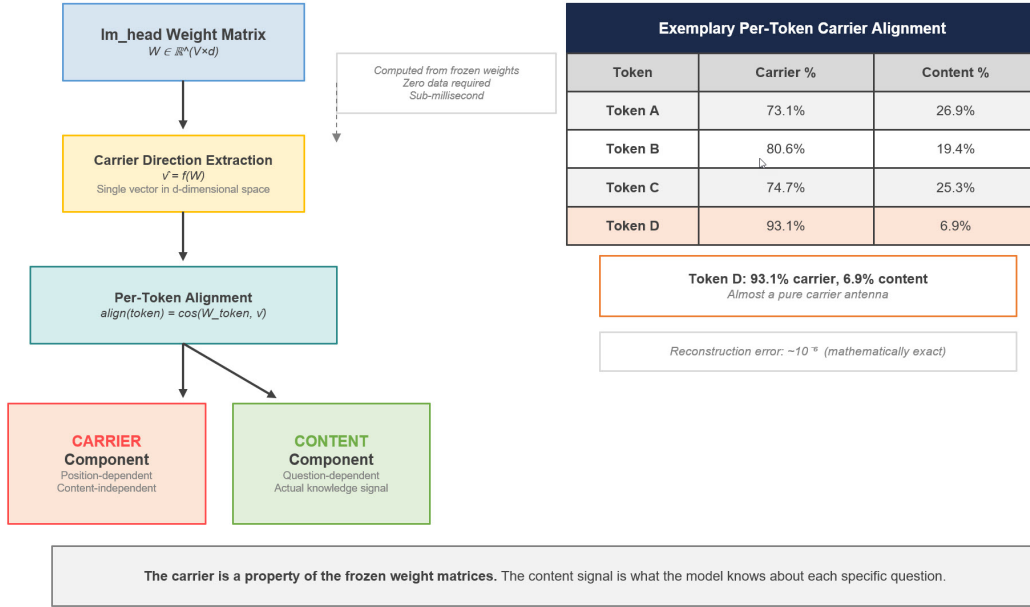 lm_head Weight Matrix
W ∈ ℝ^(V×d)
Computed from frozen weights
Zero data required
Sub-millisecond
Carrier Direction Extraction
v̂ = f(W)
Single vector in d-dimensional space
Per-Token Alignment
align(token) = cos(W_token, v̂)
CARRIER
Component
Position-dependent
Content-independent
CONTENT
Component
Question-dependent
Actual knowledge signal
Exemplary Per-Token Carrier Alignment
Token Carrier % Content %
Token A 73.1% 26.9%
Token B 80.6% 19.4%
Token C 74.7% 25.3%
Token D 93.1% 6.9%
Token D: 93.1% carrier, 6.9% content
Almost a pure carrier antenna
Reconstruction error: ~10⁻⁶ (mathematically exact)
The carrier is a property of the frozen weight matrices. The content signal is what the model knows about each specific question.